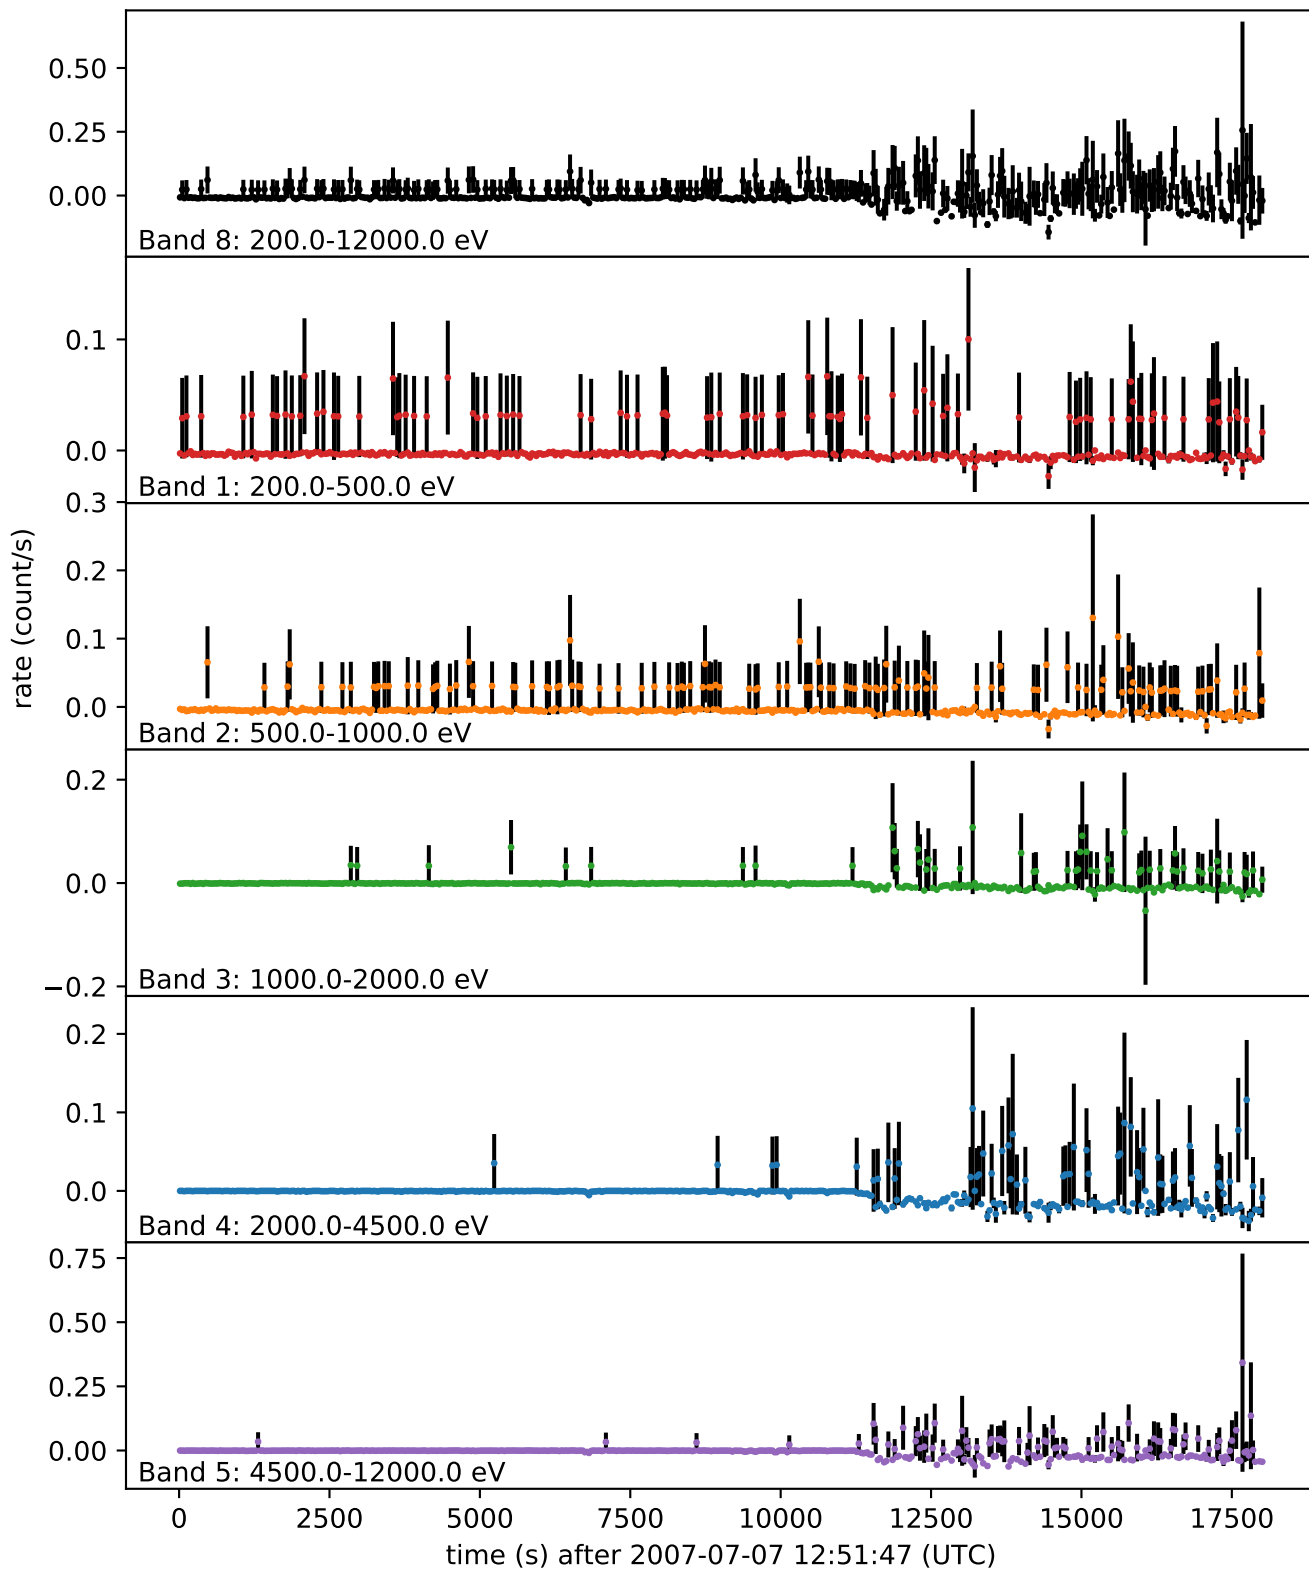 0.50
0.25
0.00
Band 8: 200.0-12000.0 eV
0.1
0.0
Band 1: 200.0-500.0 eV
0.3
0.2
0.1
0.0
Band 2: 500.0-1000.0 eV
rate (count/s)
0.2
0.0
−0.2
Band 3: 1000.0-2000.0 eV
0.2
0.1
0.0
Band 4: 2000.0-4500.0 eV
0.75
0.50
0.25
0.00
Band 5: 4500.0-12000.0 eV
0 2500 5000 7500 10000 12500 15000 17500
time (s) after 2007-07-07 12:51:47 (UTC)